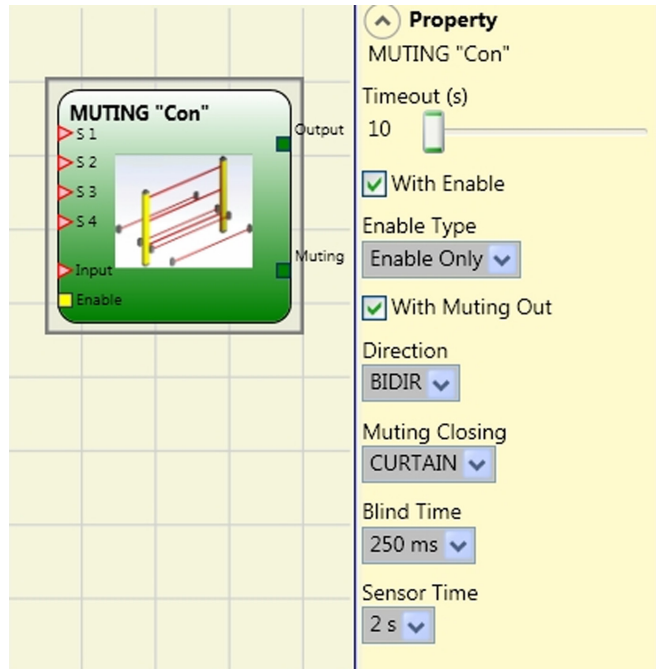 MUTING "Con"
S 1
S 2
S 3
S 4
Input
Enable
Output
Muting
Property
MUTING "Con"
Timeout (s)
10
With Enable
Enable Type
Enable Only
With Muting Out
Direction
BIDIR
Muting Closing
CURTAIN
Blind Time
250 ms
Sensor Time
2 s